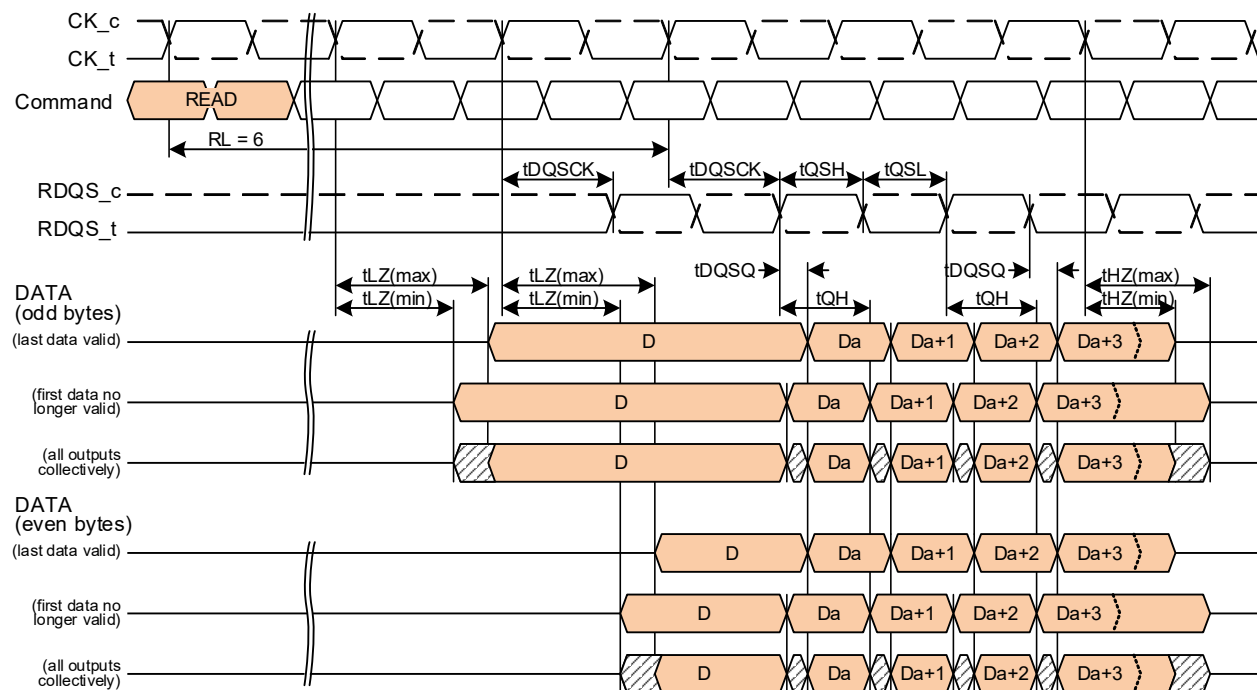 CK_c
CK_t
Command READ
RL = 6
tDQSCK tDQSCK tQSH tQSL
RDQS_c
RDQS_t
tDQSQ tDQSQ
tLZ(max) tLZ(max) tHZ(max)
DATA
(odd bytes)
tLZ(min) tLZ(min) tQH tQH tHZ(min)
(last data valid) D Da Da+1 Da+2 Da+3
(first data no
longer valid) D Da Da+1 Da+2 Da+3
(all outputs
collectively) D Da Da+1 Da+2 Da+3
DATA
(even bytes)
(last data valid) D Da Da+1 Da+2 Da+3
(first data no
longer valid) D Da Da+1 Da+2 Da+3
(all outputs
collectively) D Da Da+1 Da+2 Da+3